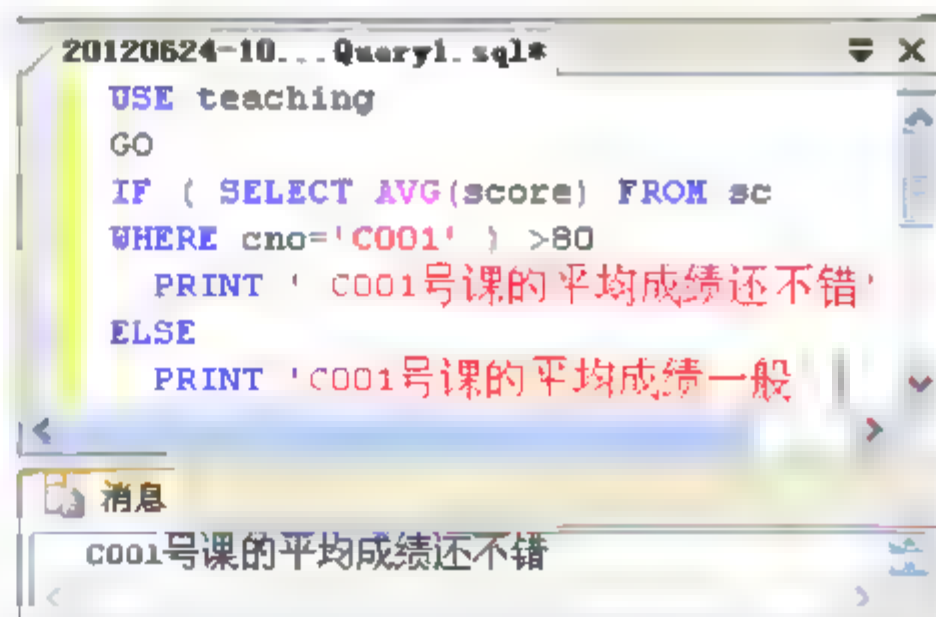 20120624-10...Query1.sql*
USE teaching
GO
IF ( SELECT AVG(score) FROM sc
WHERE cno='C001' ) >80
PRINT ' C001号课的平均成绩还不错'
ELSE
PRINT 'C001号课的平均成绩一般'
消息
C001号课的平均成绩还不错